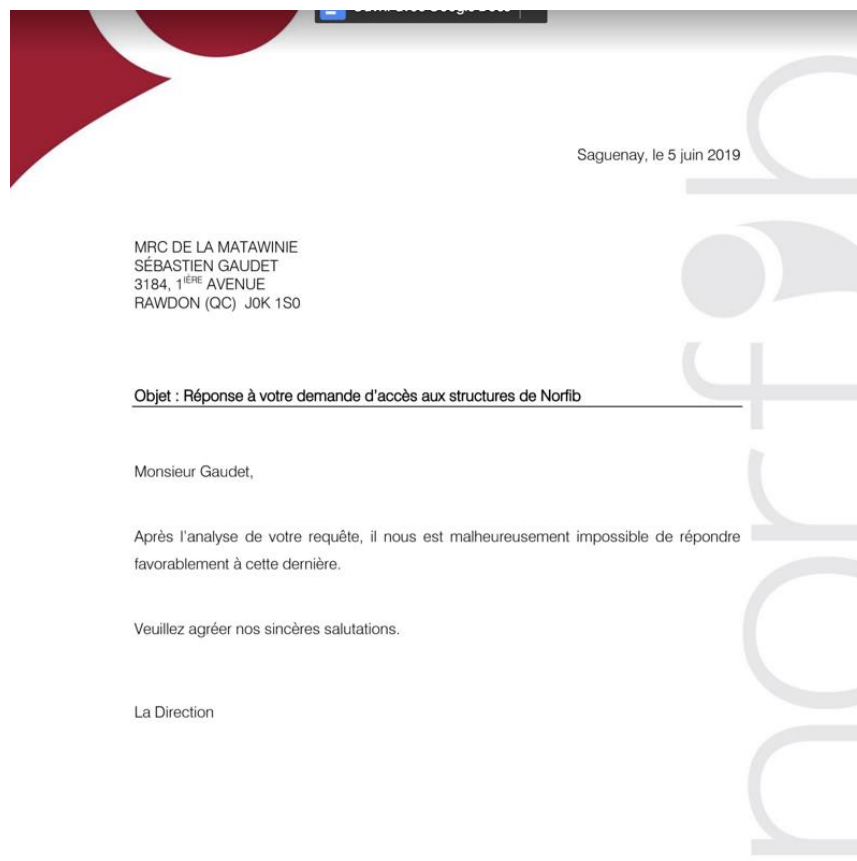 Saguenay, le 5 juin 2019
MRC DE LA MATAWINIE
SÉBASTIEN GAUDET
3184, 1IÈRE AVENUE
RAWDON (QC)  J0K 1S0
Objet : Réponse à votre demande d'accès aux structures de Norfib
Monsieur Gaudet,
Après l'analyse de votre requête, il nous est malheureusement impossible de répondre
favorablement à cette dernière.
Veuillez agréer nos sincères salutations.
La Direction
norfib